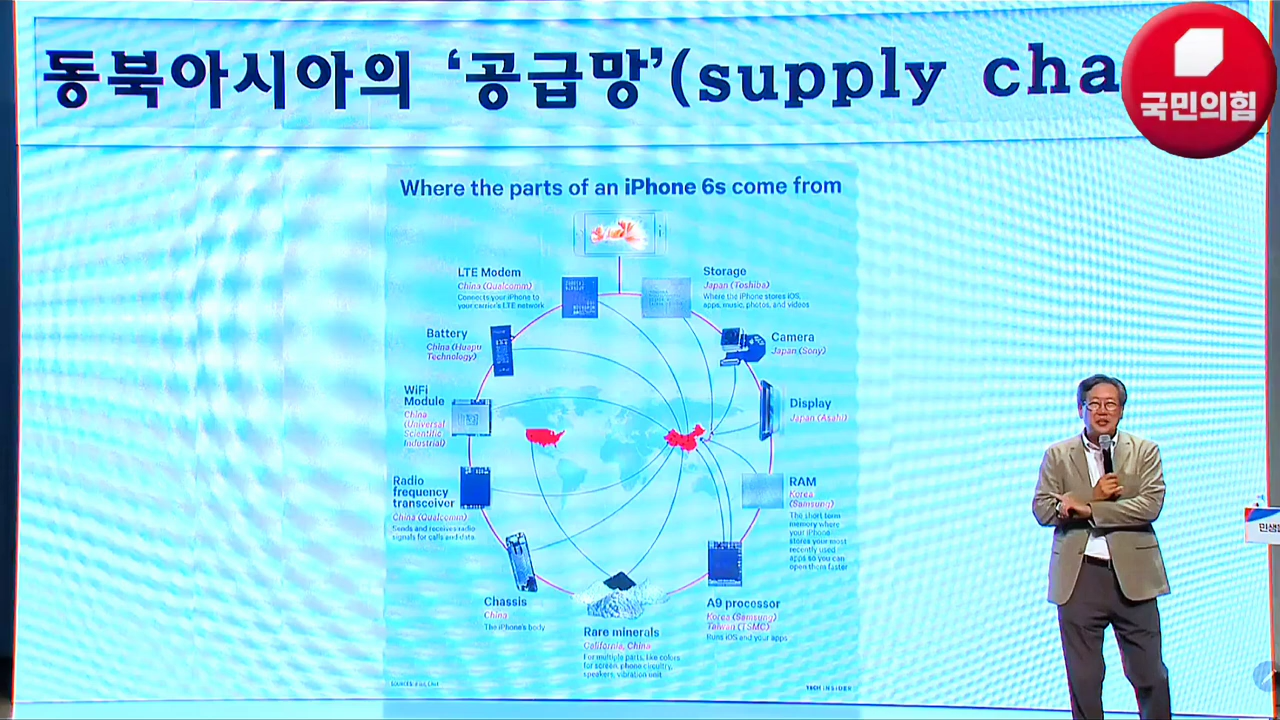 동북아시아의 '공급망'(supply cha
국민의힘
Where the parts of an iPhone 6s come from
LTE Modem
China (Qualcomm)
Connects your iPhone to
your carrier's LTE network
Storage
Japan (Toshiba)
Where the iPhone stores iOS,
apps, music, photos, and videos
Battery
China (Huapu
Technology)
Camera
Japan (Sony)
WiFi
Module
China
(Universal
Scientific
Industrial)
Display
Japan (Asahi)
Radio
frequency
transceiver
China (Qualcomm)
Sends and receives radio
signals for calls and data.
RAM
Korea
(Samsung)
The short term
memory where
your iPhone
stores your most
recently used
apps so you can
open them faster
Chassis
China
The iPhone's body
Rare minerals
California, China
For multiple parts, like colors
for screen, phone circuitry,
speakers, vibration unit
A9 processor
Korea (Samsung)
Taiwan (TSMC)
Runs iOS and your apps
SOURCES:
TECH INSIDER
민생